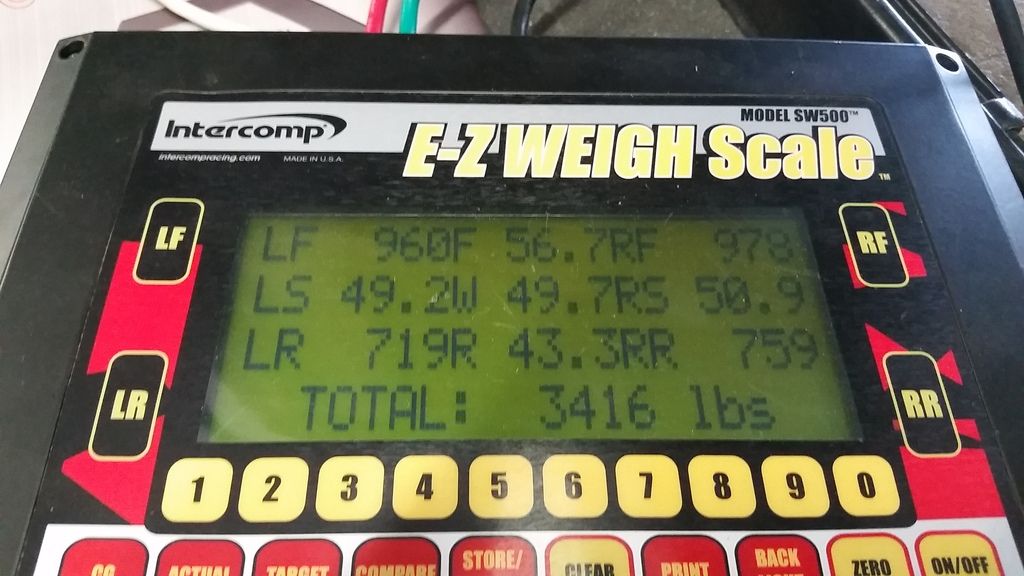 MODEL SW500™
Intercomp®
E-Z WEIGH Scale™
intercompracing.com MADE IN U.S.A.
LF RF
LF 960F 56.7RF 978
LS 49.2W 49.7RS 50.9
LR 719R 43.3RR 759
TOTAL: 3416 lbs
LR RR
1 2 3 4 5 6 7 8 9 0
CG ACTUAL TARGET COMPARE STORE/ CLEAR PRINT BACK ZERO ON/OFF